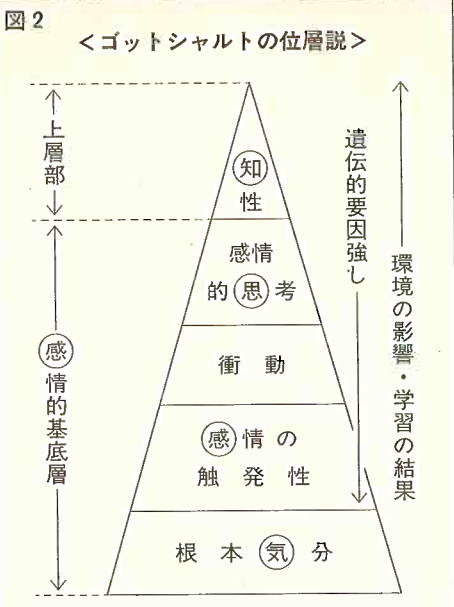 図2
<ゴットシャルトの位層説>
上層部
感情的基底層
知
性
感情
的思考
衝動
感情の
触発性
根本気分
遺伝的要因強し
環境の影響・学習の結果